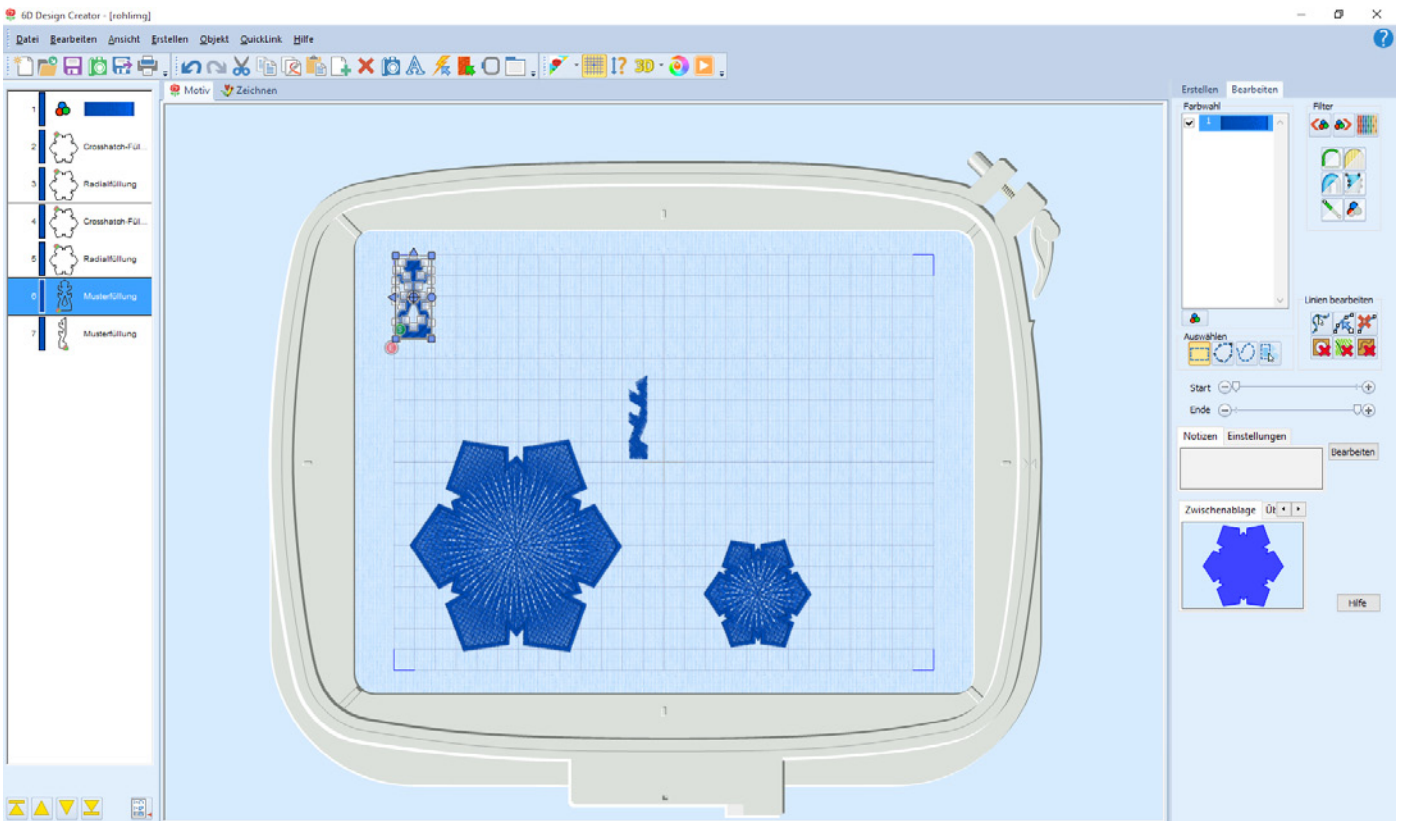 6D Design Creator - [rohlimg]
Datei Bearbeiten Ansicht Erstellen Objekt QuickLink Hilfe
3D
Motiv Zeichnen
1
2 Crosshatch-Fül...
3 Radialfüllung
4 Crosshatch-Fül...
5 Radialfüllung
6 Musterfüllung
7 Musterfüllung
Erstellen Bearbeiten
Farbwahl
Filter
1
Linien bearbeiten
Auswählen
Start
Ende
Notizen Einstellungen
Bearbeiten
Zwischenablage
Hilfe